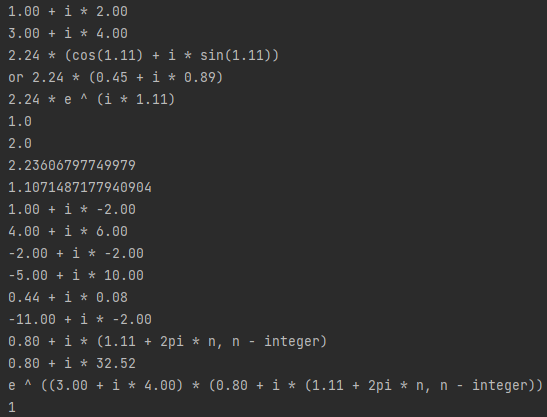 1.00 + i * 2.00
3.00 + i * 4.00
2.24 * (cos(1.11) + i * sin(1.11))
or 2.24 * (0.45 + i * 0.89)
2.24 * e ^ (i * 1.11)
1.0
2.0
2.23606797749979
1.1071487177940904
1.00 + i * -2.00
4.00 + i * 6.00
-2.00 + i * -2.00
-5.00 + i * 10.00
0.44 + i * 0.08
-11.00 + i * -2.00
0.80 + i * (1.11 + 2pi * n, n - integer)
0.80 + i * 32.52
e ^ ((3.00 + i * 4.00) * (0.80 + i * (1.11 + 2pi * n, n - integer))
1